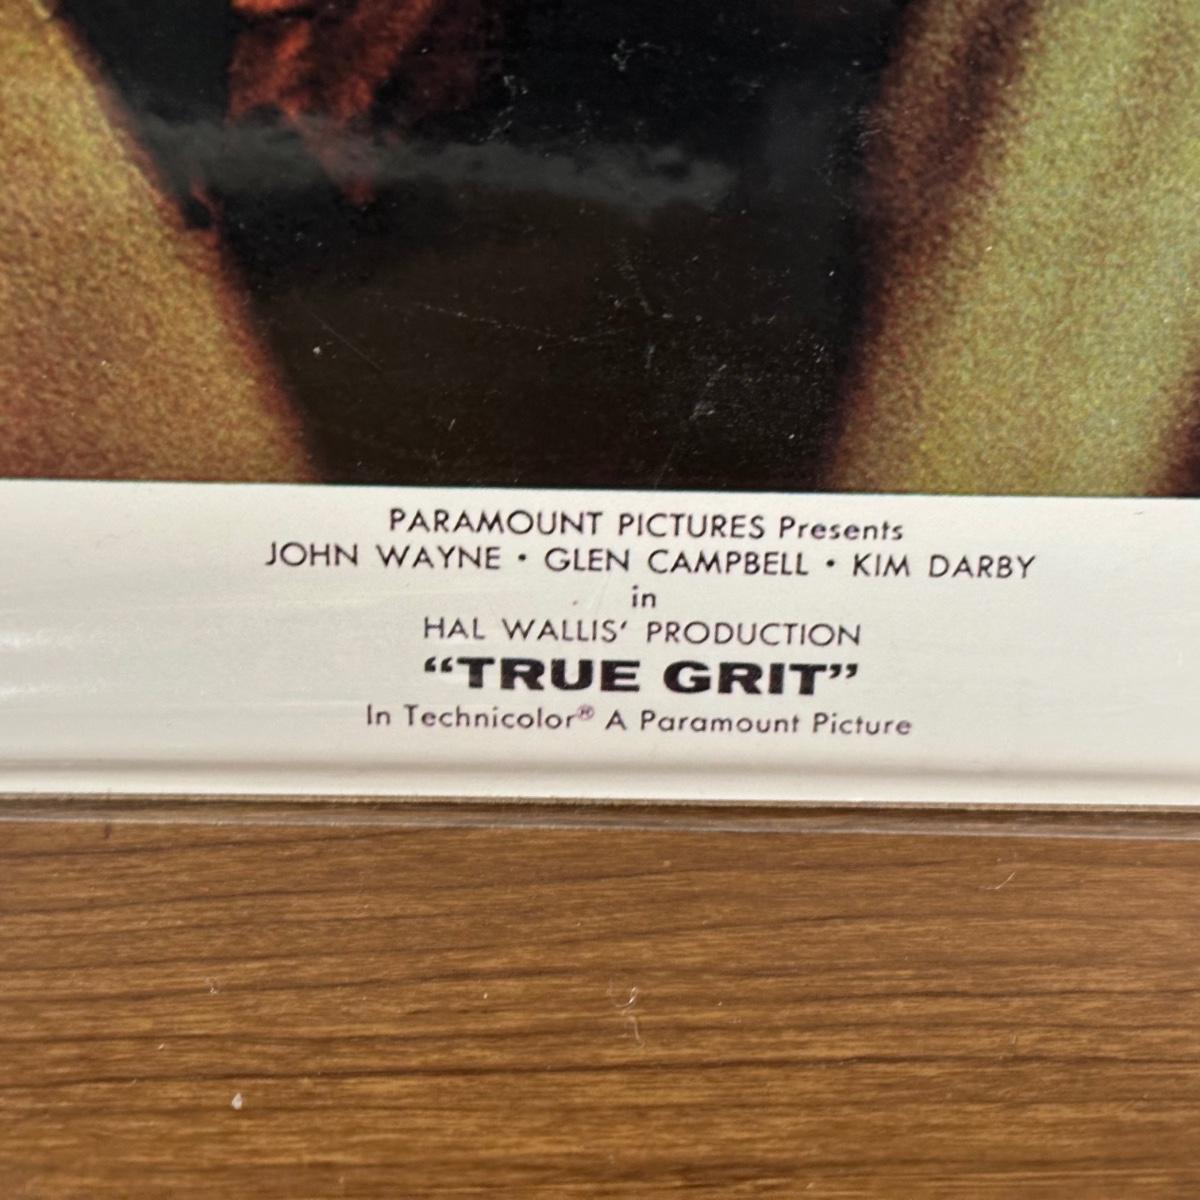 PARAMOUNT PICTURES Presents
JOHN WAYNE • GLEN CAMPBELL • KIM DARBY
in
HAL WALLIS' PRODUCTION
“TRUE GRIT”
In Technicolor® A Paramount Picture